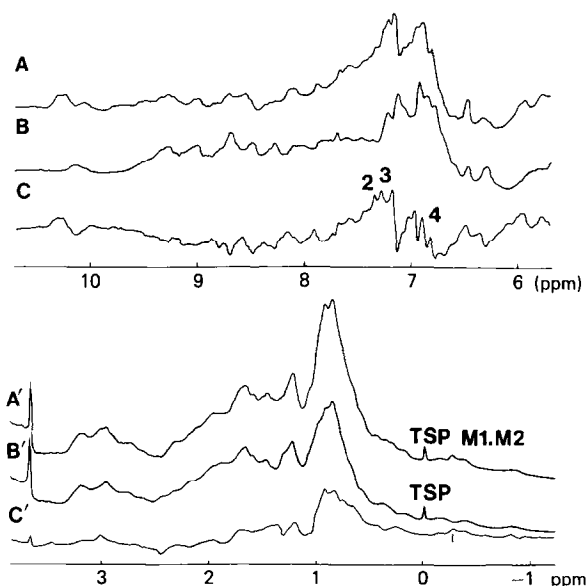 A
B
C
2 3
4
10 9 8 7 6 (ppm)
A′
B′
C′
TSP M1.M2
TSP
3 2 1 0 −1 ppm